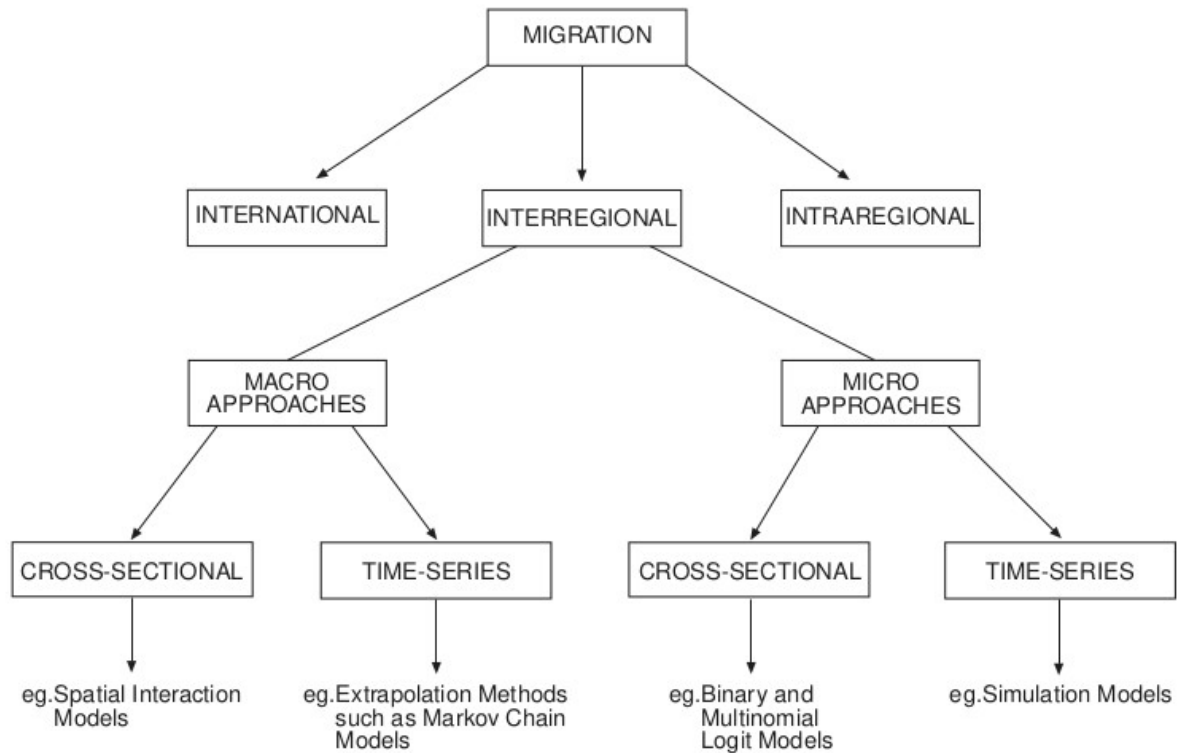 MIGRATION
INTERNATIONAL
INTERREGIONAL
INTRAREGIONAL
MACRO
APPROACHES
MICRO
APPROACHES
CROSS-SECTIONAL
TIME-SERIES
CROSS-SECTIONAL
TIME-SERIES
eg.Spatial Interaction
Models
eg.Extrapolation Methods
such as Markov Chain
Models
eg.Binary and
Multinomial
Logit Models
eg.Simulation Models